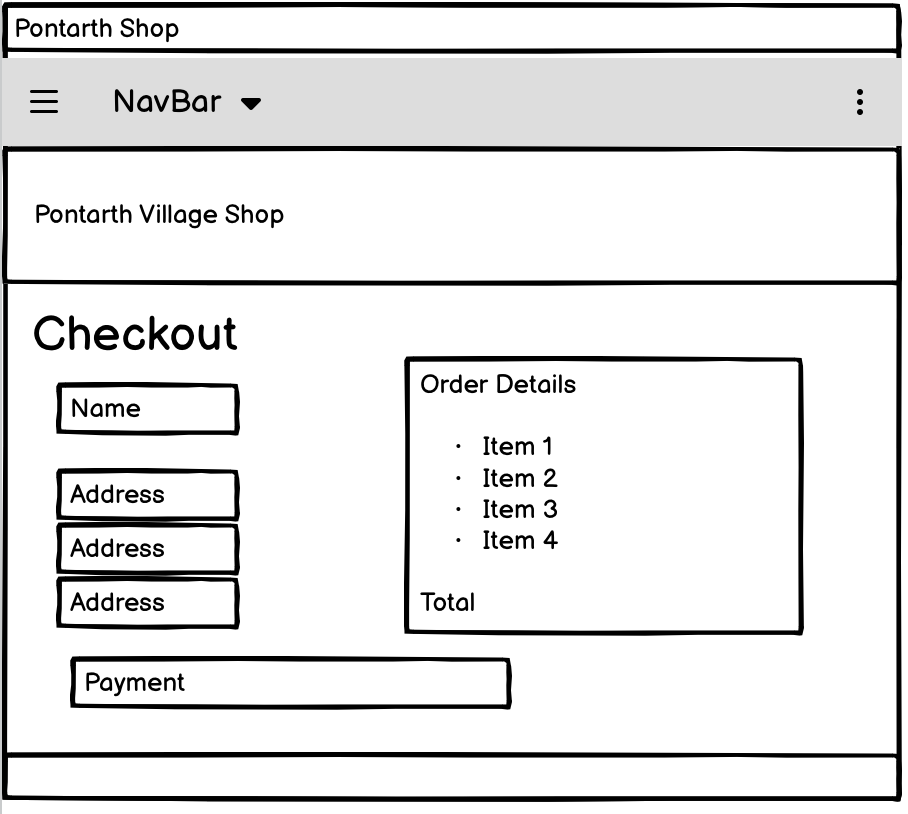 Pontarth Shop
NavBar
Pontarth Village Shop
Checkout
Name
Address
Address
Address
Order Details
· Item 1
· Item 2
· Item 3
· Item 4
Total
Payment